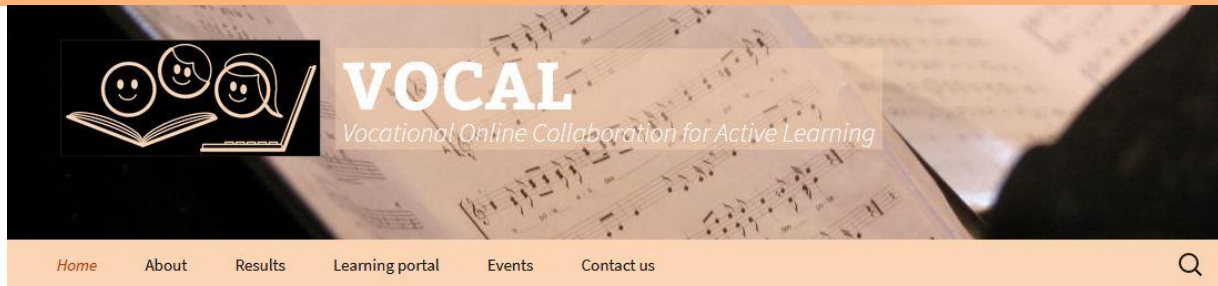 VOCAL
Vocational Online Collaboration for Active Learning
Home About Results Learning portal Events Contact us